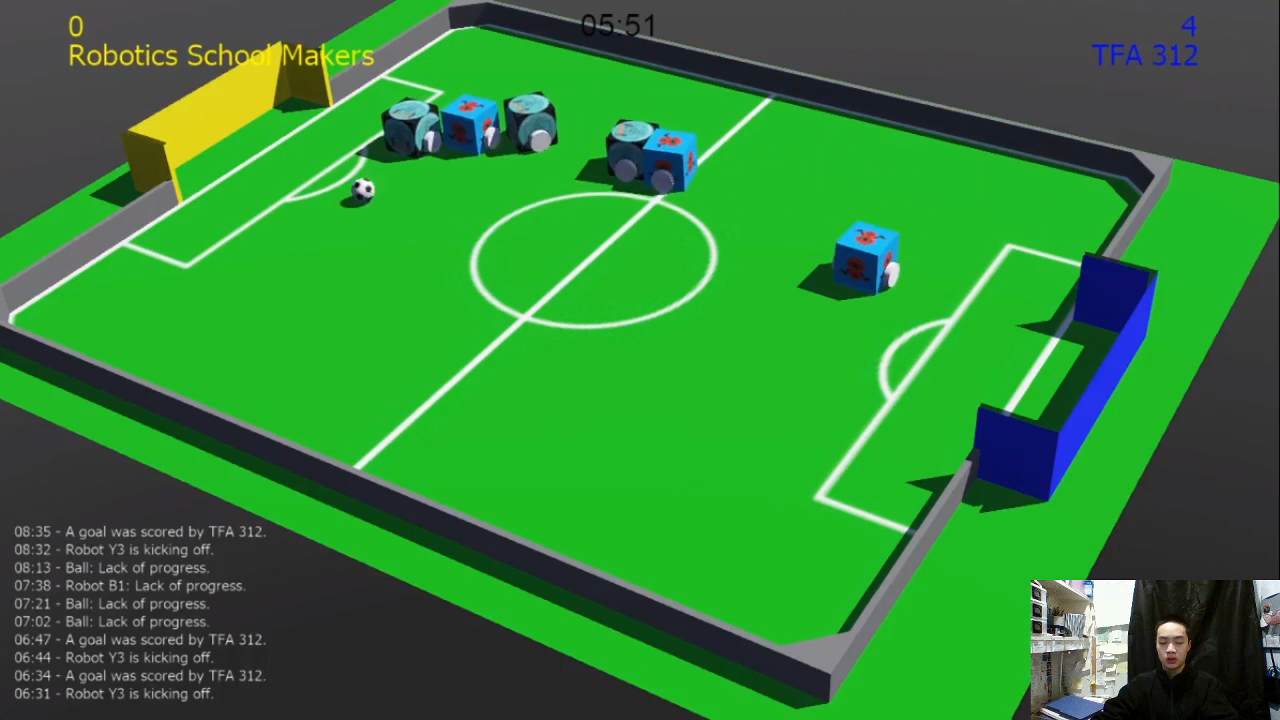 0
Robotics School Makers
05:51
4
TFA 312
08:35 - A goal was scored by TFA 312.
08:32 - Robot Y3 is kicking off.
08:13 - Ball: Lack of progress.
07:38 - Robot B1: Lack of progress.
07:21 - Ball: Lack of progress.
07:02 - Ball: Lack of progress.
06:47 - A goal was scored by TFA 312.
06:44 - Robot Y3 is kicking off.
06:34 - A goal was scored by TFA 312.
06:31 - Robot Y3 is kicking off.